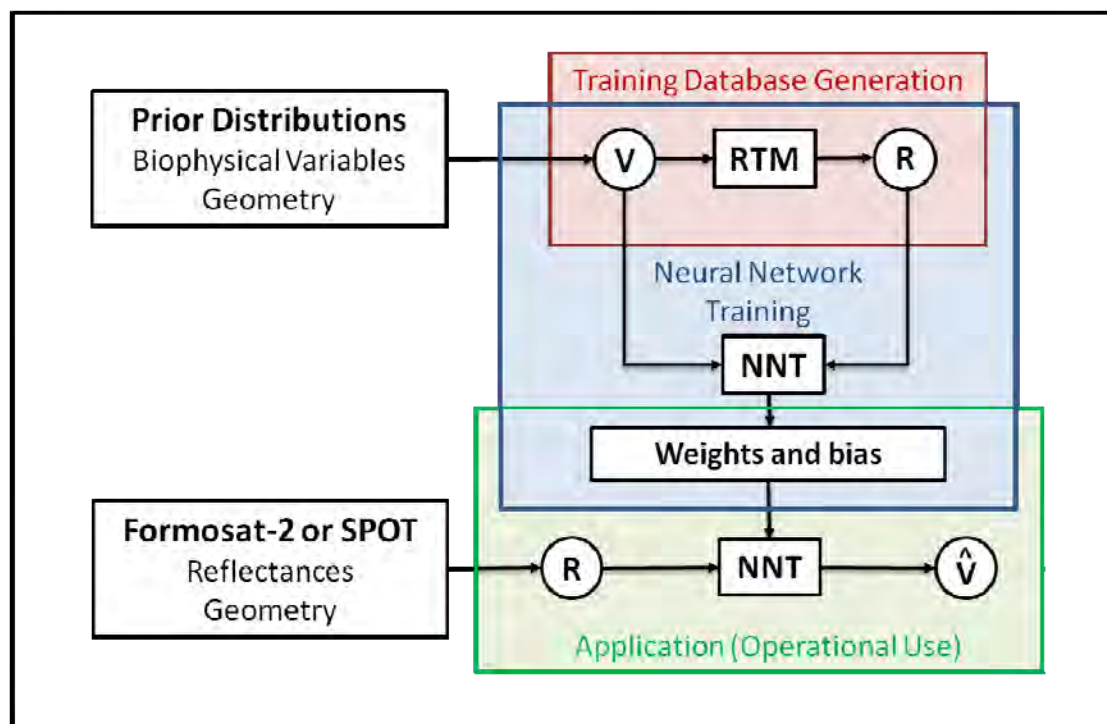 Training Database Generation
Prior Distributions
Biophysical Variables
Geometry
V
RTM
R
Neural Network
Training
NNT
Weights and bias
Formosat-2 or SPOT
Reflectances
Geometry
R
NNT
V̂
Application (Operational Use)